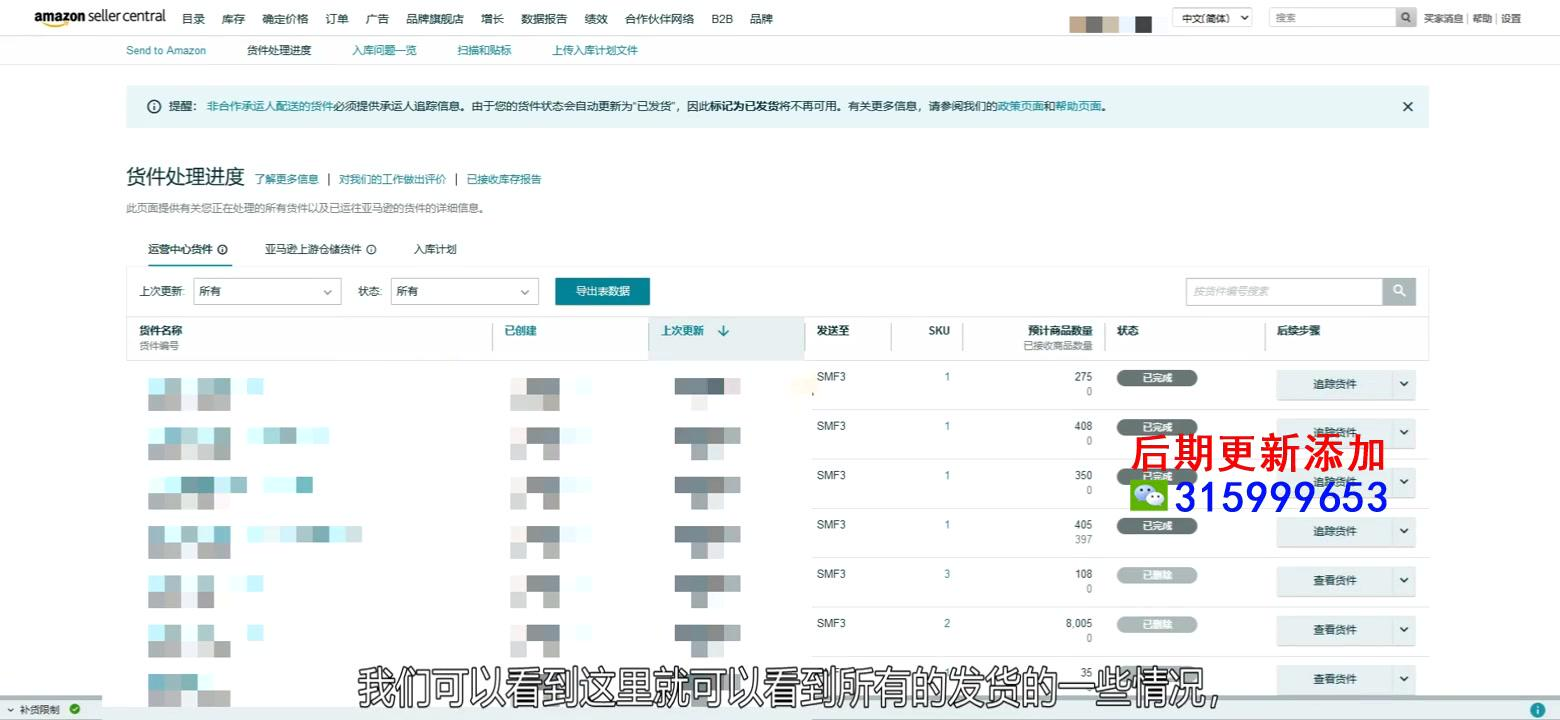 amazon seller central 目录 库存 确定价格 订单 广告 品牌旗舰店 增长 数据报告 绩效 合作伙伴网络 B2B 品牌 中文(简体) 搜索 买家消息 | 帮助 | 设置
Send to Amazon 货件处理进度 入库问题一览 扫描和贴标 上传入库计划文件
提醒: 非合作承运人配送的货件必须提供承运人追踪信息。由于您的货件状态会自动更新为“已发货”，因此标记为已发货将不再可用。有关更多信息，请参阅我们的政策页面和帮助页面。
货件处理进度 了解更多信息 | 对我们的工作做出评价 | 已接收库存报告
此页面提供有关您正在处理的所有货件以及已运往亚马逊的货件的详细信息。
运营中心货件 亚马逊上游仓储货件 入库计划
上次更新: 所有 状态: 所有 导出表数据 按货件编号搜索
货件名称 已创建 上次更新 发送至 SKU 预计商品数量 状态 后续步骤
货件编号 已接收商品数量
SMF3 1 275 已完成 追踪货件
0
SMF3 1 408 已完成 追踪货件
0
后期更新添加
SMF3 1 350 已完成 追踪货件
0
315999653
SMF3 1 405 已完成 追踪货件
397
SMF3 3 108 已删除 查看货件
0
SMF3 2 8,005 已删除 查看货件
0
35 查看货件
我们可以看到这里就可以看到所有的发货的一些情况,
补货限制